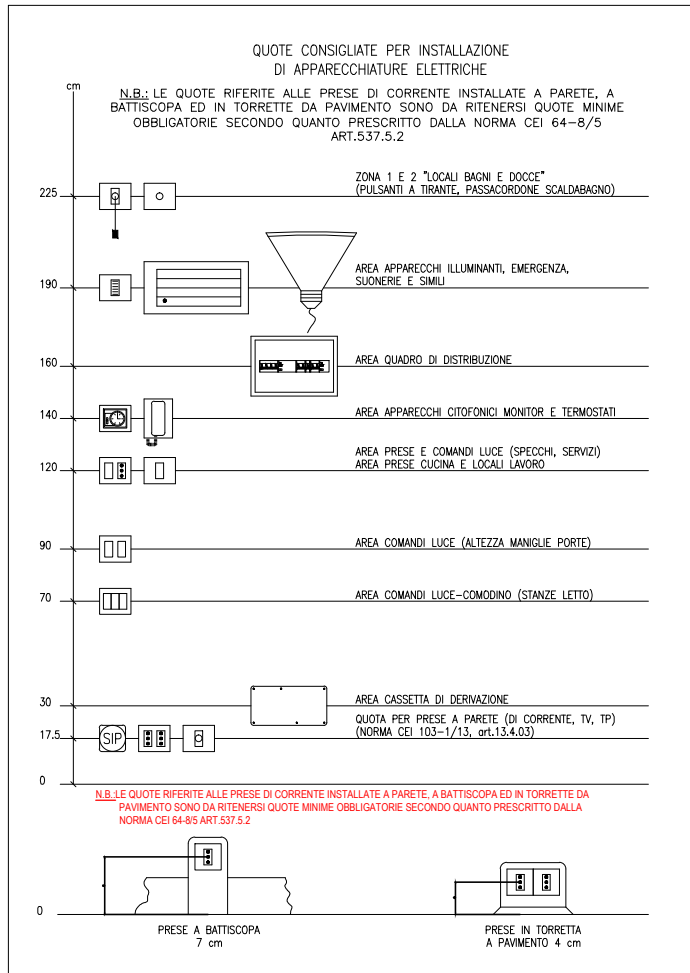 QUOTE CONSIGLIATE PER INSTALLAZIONE
DI APPARECCHIATURE ELETTRICHE
cm
N.B.: LE QUOTE RIFERITE ALLE PRESE DI CORRENTE INSTALLATE A PARETE, A
BATTISCOPA ED IN TORRETTE DA PAVIMENTO SONO DA RITENERSI QUOTE MINIME
OBBLIGATORIE SECONDO QUANTO PRESCRITTO DALLA NORMA CEI 64-8/5
ART.537.5.2
ZONA 1 E 2 "LOCALI BAGNI E DOCCE"
225
(PULSANTI A TIRANTE, PASSACORDONE SCALDABAGNO)
AREA APPARECCHI ILLUMINANTI, EMERGENZA,
190
SUONERIE E SIMILI
160
AREA QUADRO DI DISTRIBUZIONE
140
AREA APPARECCHI CITOFONICI MONITOR E TERMOSTATI
AREA PRESE E COMANDI LUCE (SPECCHI, SERVIZI)
120
AREA PRESE CUCINA E LOCALI LAVORO
90
AREA COMANDI LUCE (ALTEZZA MANIGLIE PORTE)
70
AREA COMANDI LUCE-COMODINO (STANZE LETTO)
30
AREA CASSETTA DI DERIVAZIONE
QUOTA PER PRESE A PARETE (DI CORRENTE, TV, TP)
17.5
SIP
(NORMA CEI 103-1/13, art.13.4.03)
0
N.B.:LE QUOTE RIFERITE ALLE PRESE DI CORRENTE INSTALLATE A PARETE, A BATTISCOPA ED IN TORRETTE DA
PAVIMENTO SONO DA RITENERSI QUOTE MINIME OBBLIGATORIE SECONDO QUANTO PRESCRITTO DALLA
NORMA CEI 64-8/5 ART.537.5.2
0
PRESE A BATTISCOPA
7 cm
PRESE IN TORRETTA
A PAVIMENTO 4 cm